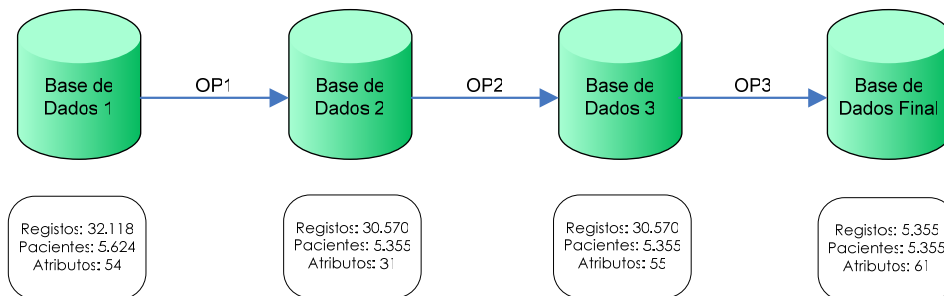 Base de
Dados 1
OP1
Base de
Dados 2
OP2
Base de
Dados 3
OP3
Base de
Dados Final
Registos: 32.118
Pacientes: 5.624
Atributos: 54
Registos: 30.570
Pacientes: 5.355
Atributos: 31
Registos: 30.570
Pacientes: 5.355
Atributos: 55
Registos: 5.355
Pacientes: 5.355
Atributos: 61